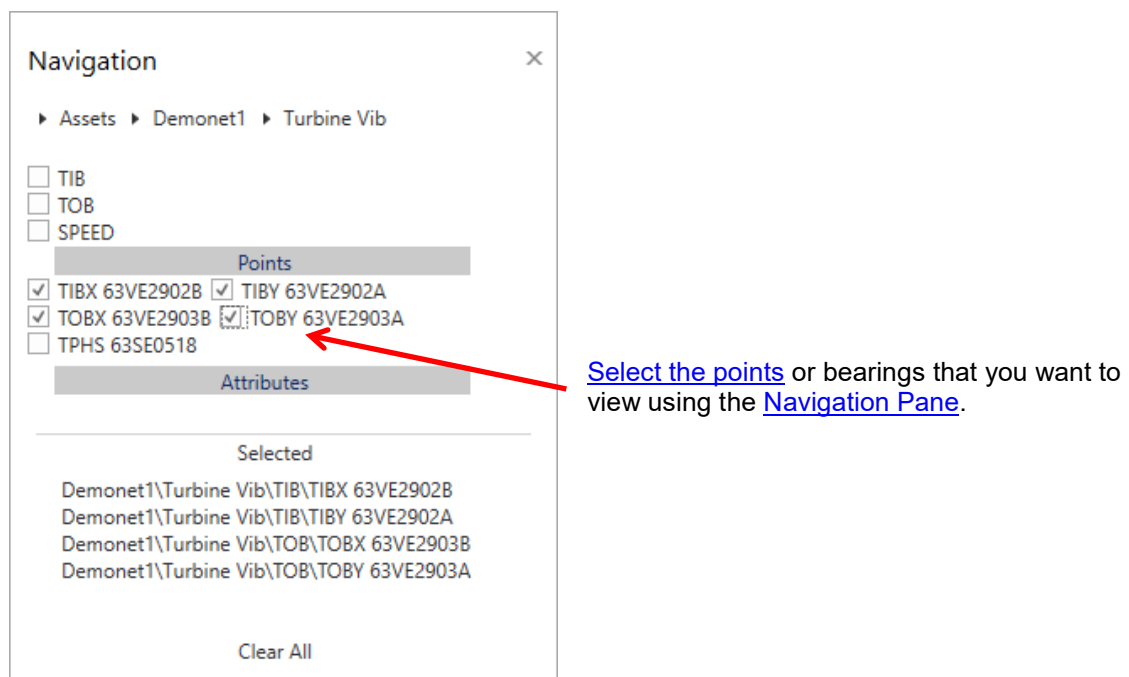 Navigation
Assets Demonet1 Turbine Vib
TIB
TOB
SPEED
Points
TIBX 63VE2902B TIBY 63VE2902A
TOBX 63VE2903B TOBY 63VE2903A
TPHS 63SE0518
Attributes
Selected
Demonet1\Turbine Vib\TIB\TIBX 63VE2902B
Demonet1\Turbine Vib\TIB\TIBY 63VE2902A
Demonet1\Turbine Vib\TOB\TOBX 63VE2903B
Demonet1\Turbine Vib\TOB\TOBY 63VE2903A
Clear All
Select the points or bearings that you want to
view using the Navigation Pane.